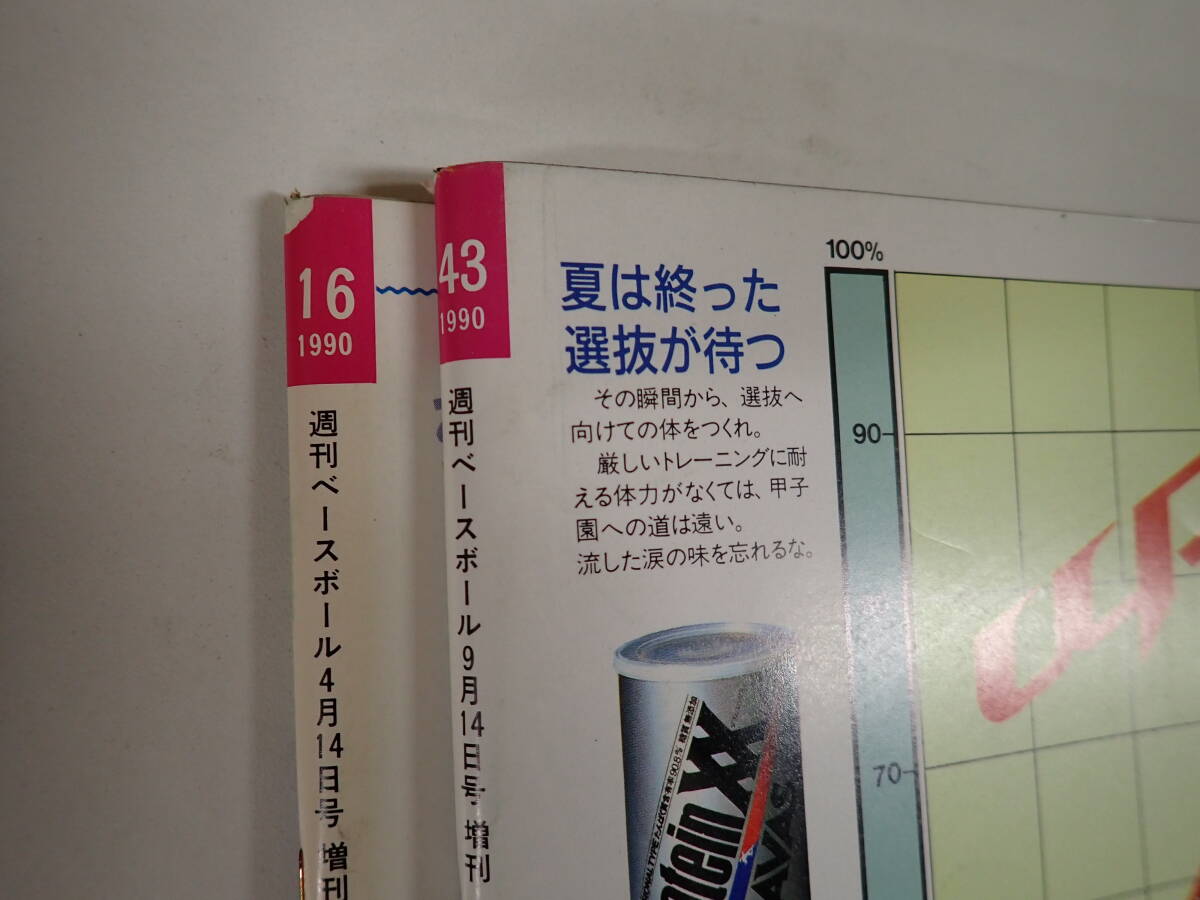 16
1990
週刊ベースボール4月14日号 増刊
43
1990
週刊ベースボール9月14日号 増刊
夏は終った
選抜が待つ
その瞬間から、選抜へ
向けての体をつくれ。
厳しいトレーニングに耐
える体力がなくては、甲子
園への道は遠い。
流した涙の味を忘れるな。
100%
90
70